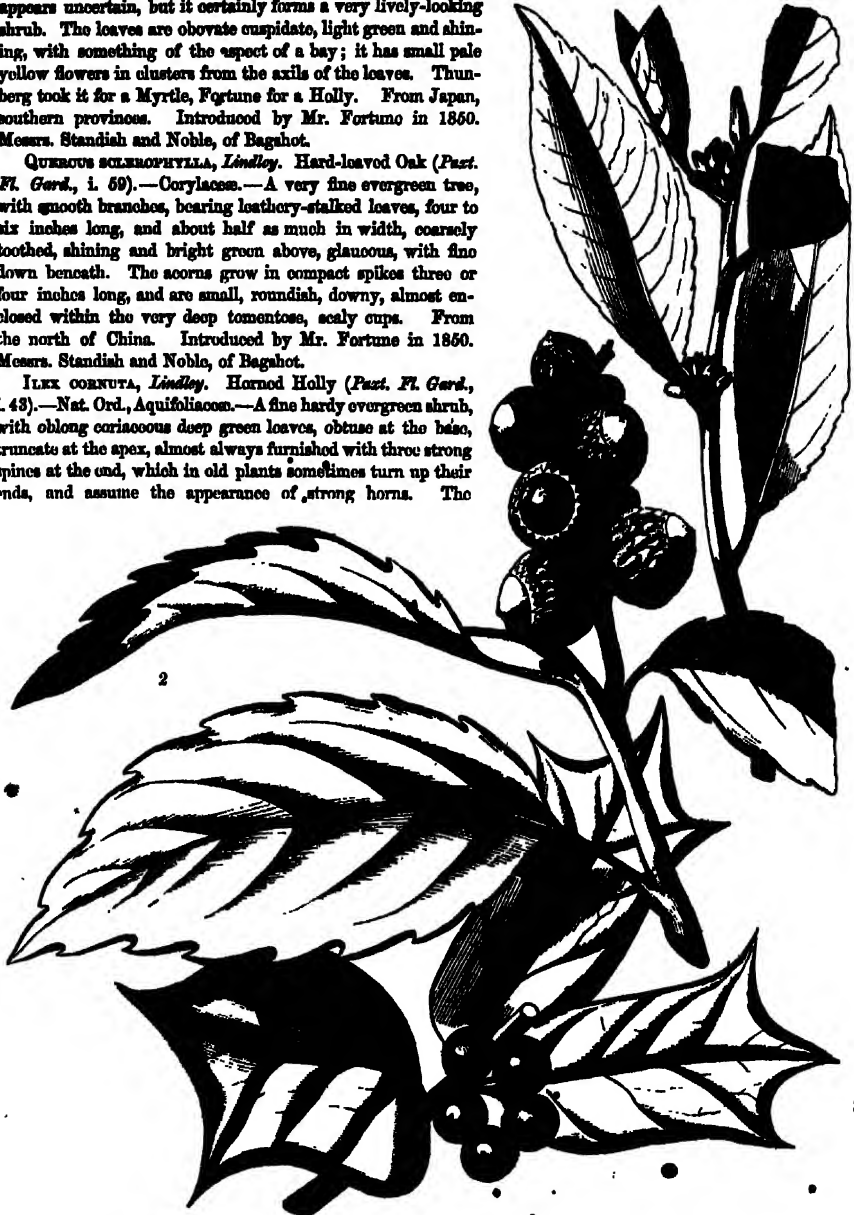 appears uncertain, but it certainly forms a very lively-looking
shrub. The leaves are obovate cuspidate, light green and shin-
ing, with something of the aspect of a bay; it has small pale
yellow flowers in clusters from the axils of the leaves. Thun-
berg took it for a Myrtle, Fortune for a Holly. From Japan,
southern provinces. Introduced by Mr. Fortune in 1850.
Messrs. Standish and Noble, of Bagshot.
QUERCUS SCLEROPHYLLA, Lindley. Hard-leaved Oak (Paxt.
Fl. Gard., i. 59).—Corylaceæ.—A very fine evergreen tree,
with smooth branches, bearing leathery-stalked leaves, four to
six inches long, and about half as much in width, coarsely
toothed, shining and bright green above, glaucous, with fine
down beneath. The acorns grow in compact spikes three or
four inches long, and are small, roundish, downy, almost en-
closed within the very deep tomentose, scaly cups. From
the north of China. Introduced by Mr. Fortune in 1850.
Messrs. Standish and Noble, of Bagshot.
ILEX CORNUTA, Lindley. Horned Holly (Paxt. Fl. Gard.,
i. 43).—Nat. Ord., Aquifoliaceæ.—A fine hardy evergreen shrub,
with oblong coriaceous deep green leaves, obtuse at the base,
truncate at the apex, almost always furnished with three strong
spines at the end, which in old plants sometimes turn up their
ends, and assume the appearance of strong horns. The
2